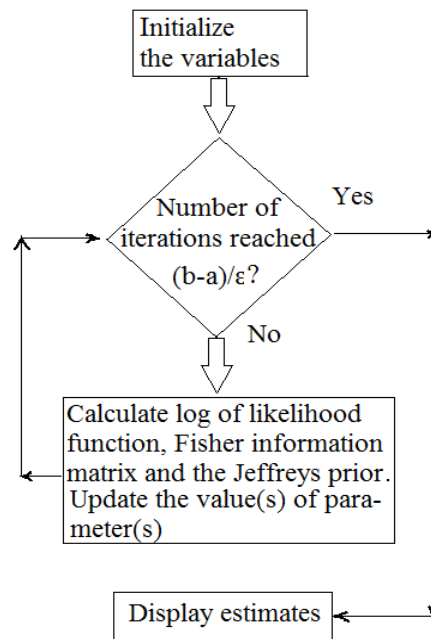 Initialize
the variables
Number of
iterations reached
(b-a)/ε?
Yes
No
Calculate log of likelihood
function, Fisher information
matrix and the Jeffreys prior.
Update the value(s) of para-
meter(s)
Display estimates